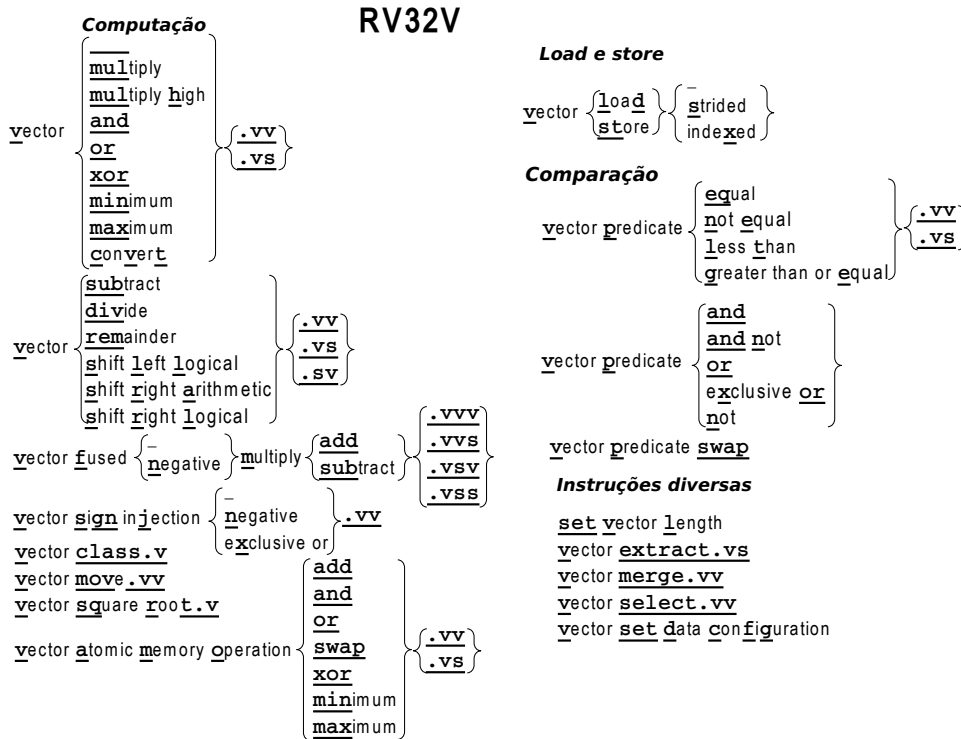 RV32V
Computação
vector
multiply
multiply high
and
or
xor
minimum
maximum
convert
.vv
.vs
vector
subtract
divide
remainder
shift left logical
shift right arithmetic
shift right logical
.vv
.vs
.sv
vector fused
–
negative
multiply
add
subtract
.vvv
.vvs
.vsv
.vss
vector sign injection
–
negative
exclusive or
.vv
vector class.v
vector move.vv
vector square root.v
vector atomic memory operation
add
and
or
swap
xor
minimum
maximum
.vv
.vs
Load e store
vector
load
store
–
strided
indexed
Comparação
vector predicate
equal
not equal
less than
greater than or equal
.vv
.vs
vector predicate
and
and not
or
exclusive or
not
vector predicate swap
Instruções diversas
set vector length
vector extract.vs
vector merge.vv
vector select.vv
vector set data configuration